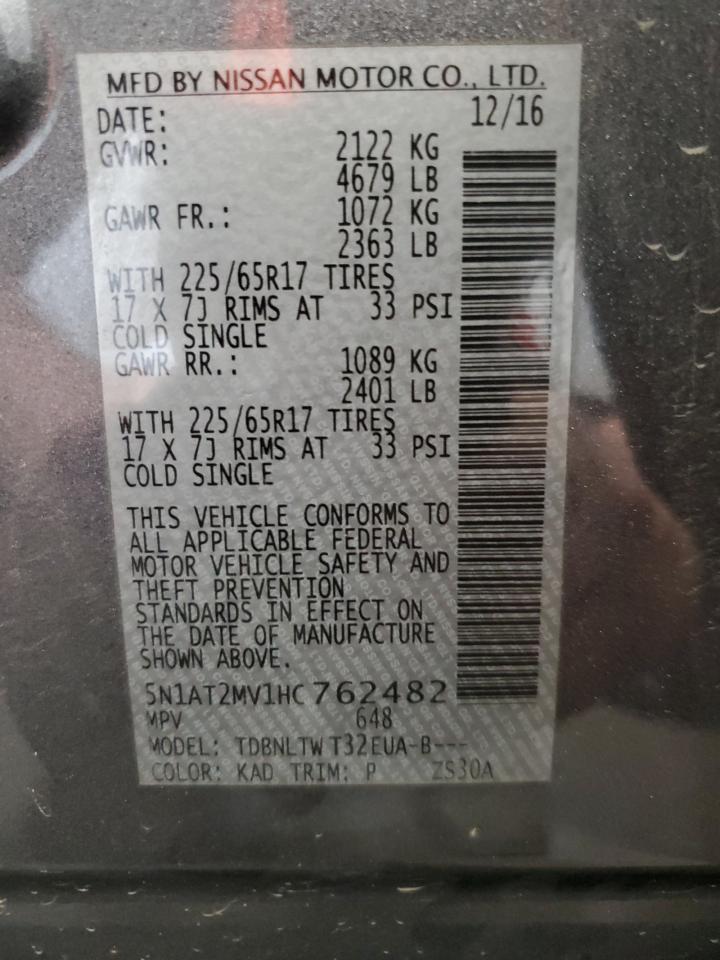 MFD BY NISSAN MOTOR CO., LTD.
DATE: 12/16
GVWR: 2122 KG
4679 LB
GAWR FR.: 1072 KG
2363 LB
WITH 225/65R17 TIRES
17 X 7J RIMS AT 33 PSI
COLD SINGLE
GAWR RR.: 1089 KG
2401 LB
WITH 225/65R17 TIRES
17 X 7J RIMS AT 33 PSI
COLD SINGLE
THIS VEHICLE CONFORMS TO
ALL APPLICABLE FEDERAL
MOTOR VEHICLE SAFETY AND
THEFT PREVENTION
STANDARDS IN EFFECT ON
THE DATE OF MANUFACTURE
SHOWN ABOVE.
5N1AT2MV1HC762482
MPV 648
MODEL: TDBNLTW T32EUA-B---
COLOR: KAD TRIM: P ZS30A